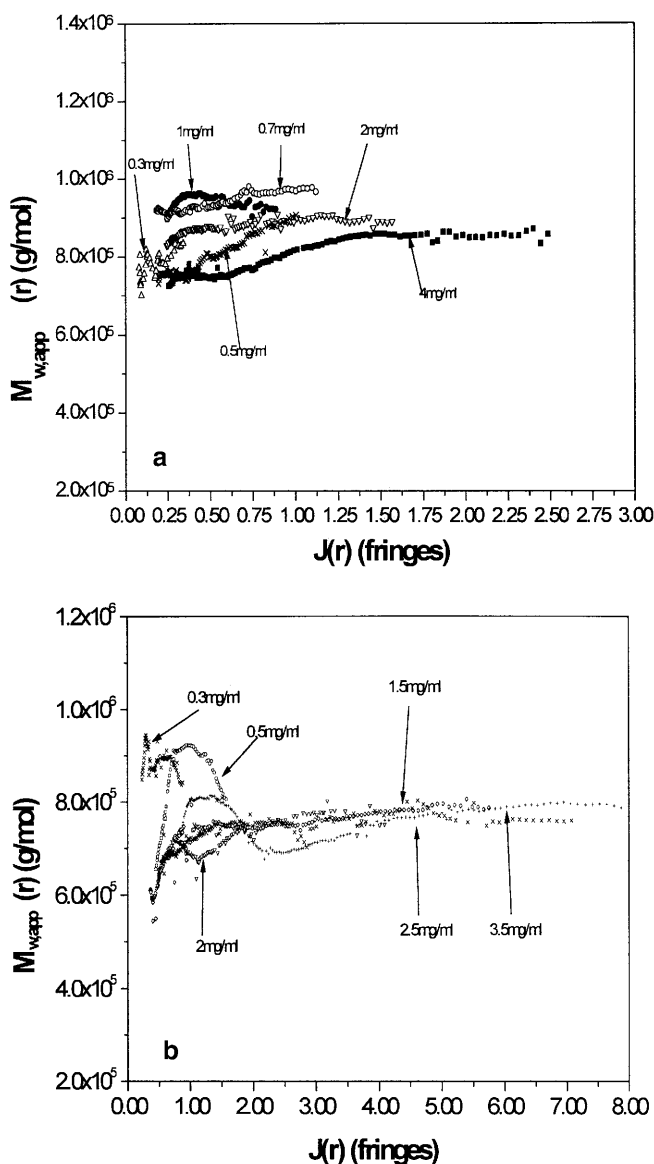 1.4x10⁶
1.2x10⁶
1.0x10⁶
8.0x10⁵
6.0x10⁵
4.0x10⁵
2.0x10⁵
M w,app (r) (g/mol)
0.3mg/ml
1mg/ml
0.7mg/ml
2mg/ml
0.5mg/ml
4mg/ml
a
0.00 0.25 0.50 0.75 1.00 1.25 1.50 1.75 2.00 2.25 2.50 2.75 3.00
J(r) (fringes)
1.2x10⁶
1.0x10⁶
8.0x10⁵
6.0x10⁵
4.0x10⁵
2.0x10⁵
M w,app (r) (g/mol)
0.3mg/ml
0.5mg/ml
1.5mg/ml
2mg/ml
2.5mg/ml
3.5mg/ml
b
0.00 1.00 2.00 3.00 4.00 5.00 6.00 7.00 8.00
J(r) (fringes)